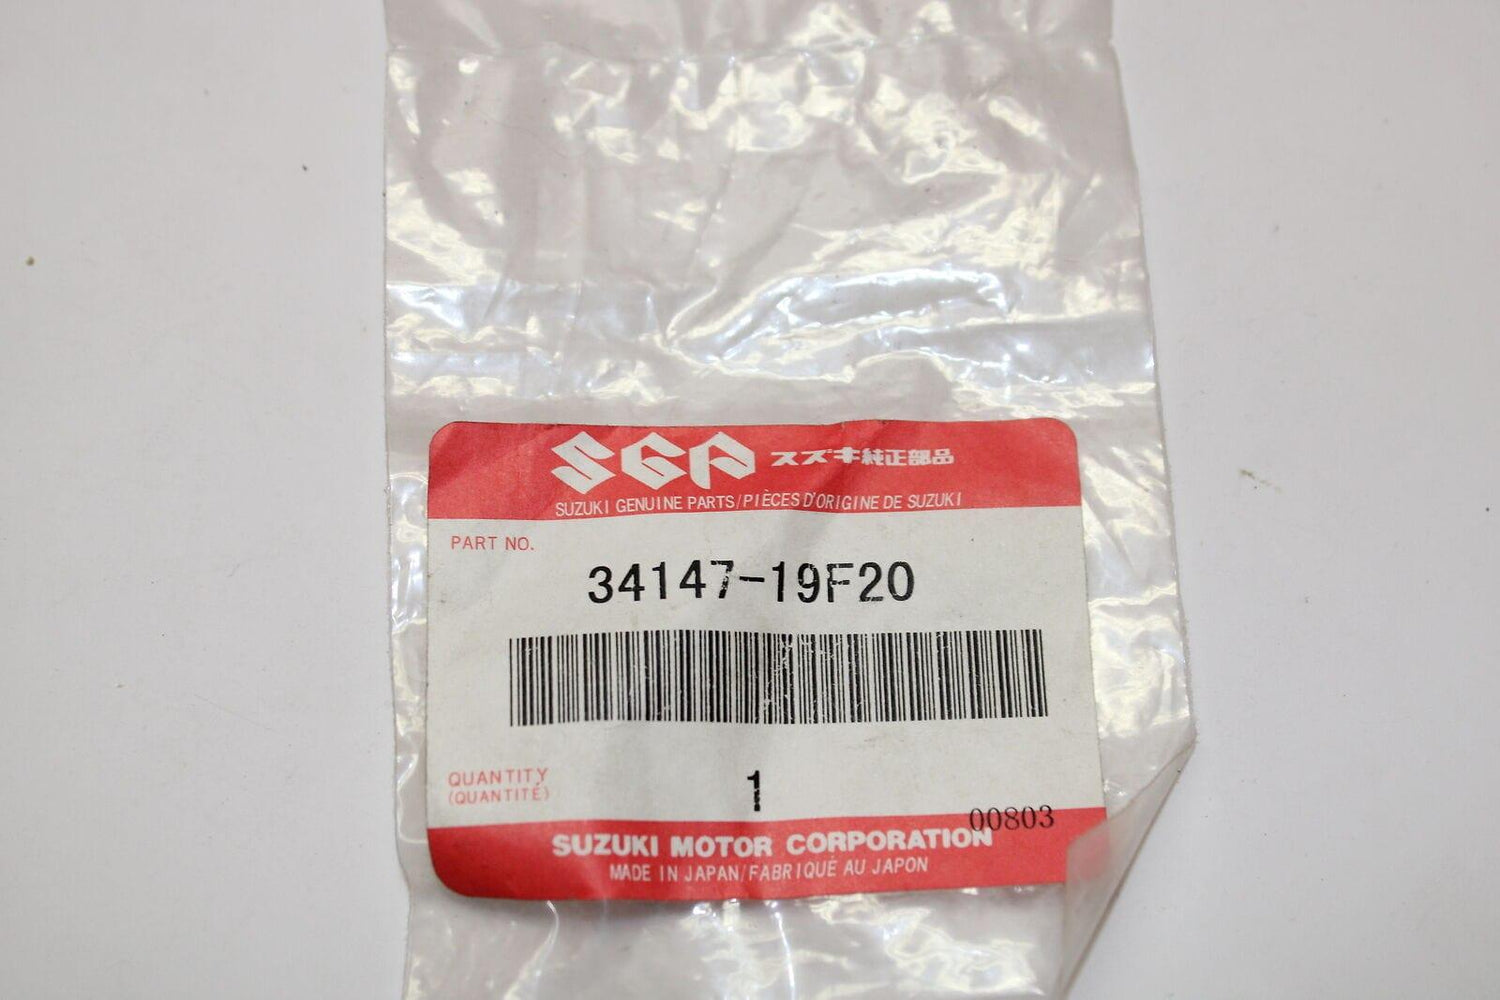 SGP スズキ純正部品
SUZUKI GENUINE PARTS/PIÈCES D'ORIGINE DE SUZUKI
PART NO.
34147-19F20
QUANTITY
(QUANTITÉ)
1
00803
SUZUKI MOTOR CORPORATION
MADE IN JAPAN/FABRIQUÉ AU JAPON